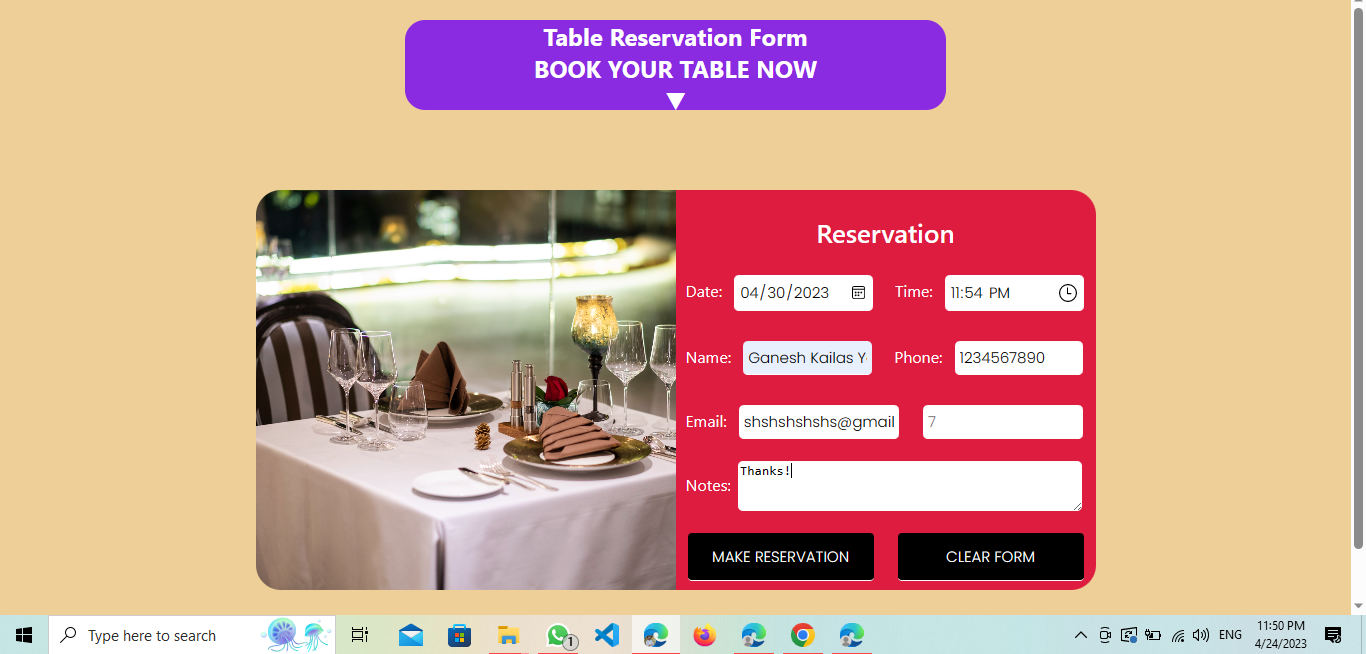 Table Reservation Form
BOOK YOUR TABLE NOW
Reservation
Date: 04/30/2023 Time: 11:54 PM
Name: Ganesh Kailas Y Phone: 1234567890
Email: shshshshshs@gmail 7
Notes: Thanks!
MAKE RESERVATION CLEAR FORM
Type here to search
1
ENG
11:50 PM
4/24/2023